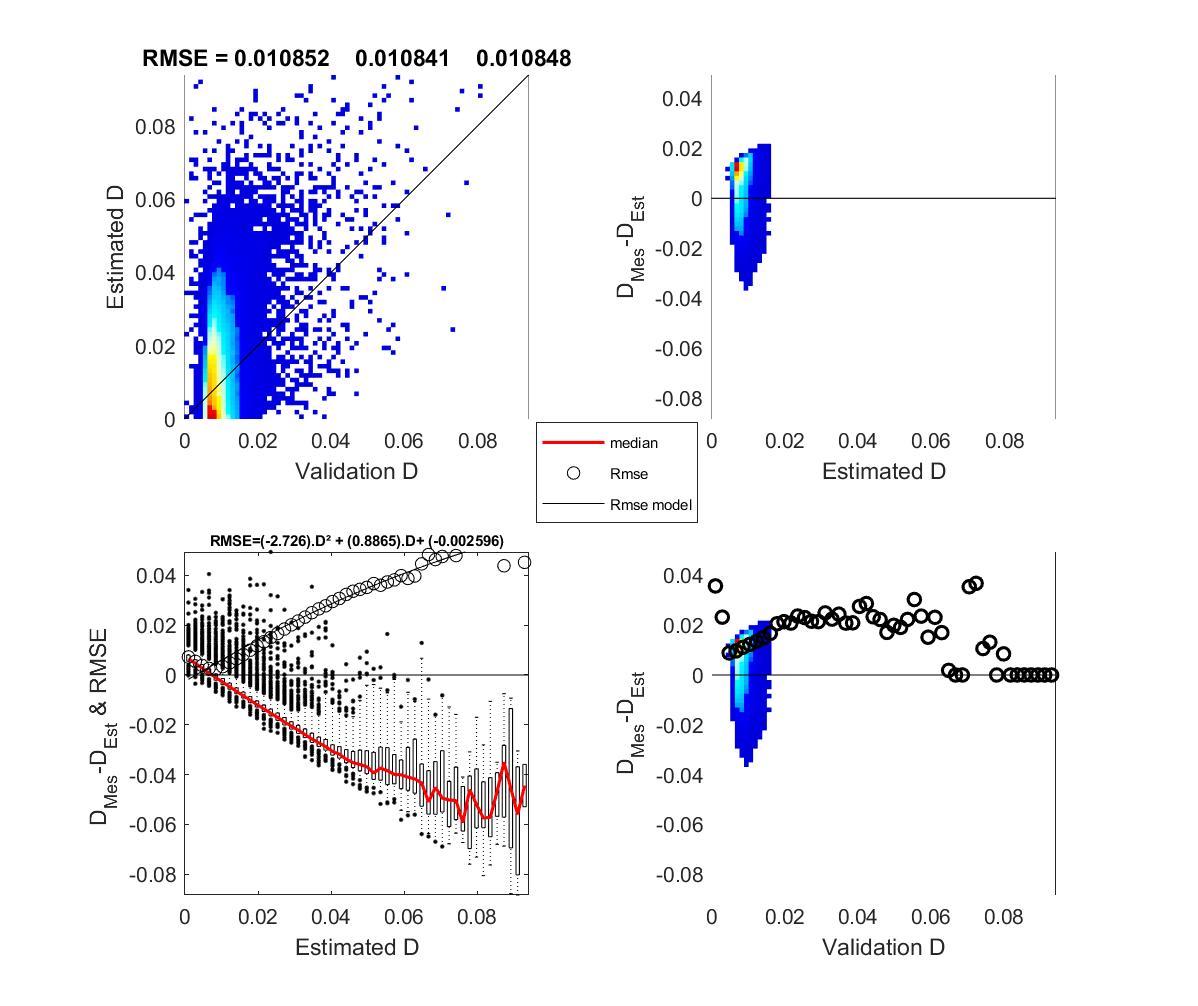 RMSE = 0.010852 0.010841 0.010848
0.08
0.06
0.04
0.02
0
Estimated D
0 0.02 0.04 0.06 0.08
Validation D
0.04
0.02
0
-0.02
-0.04
-0.06
-0.08
D_Mes-D_Est
0 0.02 0.04 0.06 0.08
Estimated D
median
Rmse
Rmse model
RMSE=(-2.726).D² + (0.8865).D+ (-0.002596)
0.04
0.02
0
-0.02
-0.04
-0.06
-0.08
D_Mes-D_Est & RMSE
0 0.02 0.04 0.06 0.08
Estimated D
0.04
0.02
0
-0.02
-0.04
-0.06
-0.08
D_Mes-D_Est
0 0.02 0.04 0.06 0.08
Validation D